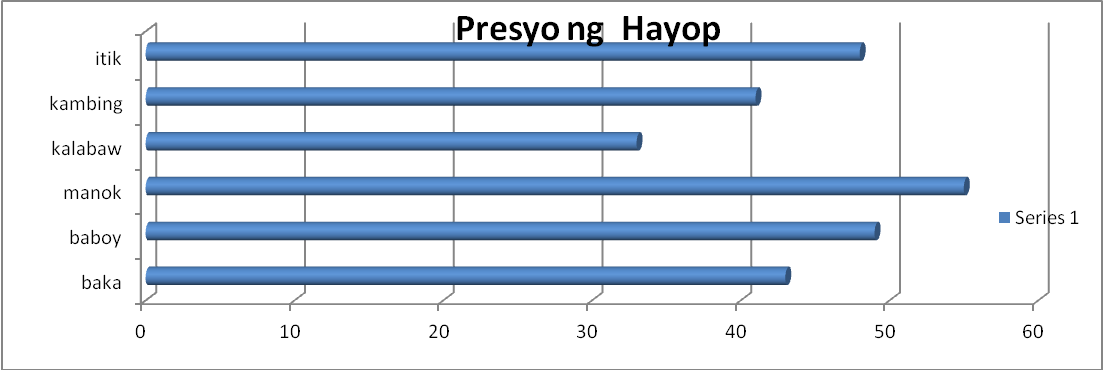 Presyo ng Hayop
itik
kambing
kalabaw
manok
baboy
baka
Series 1
0 10 20 30 40 50 60